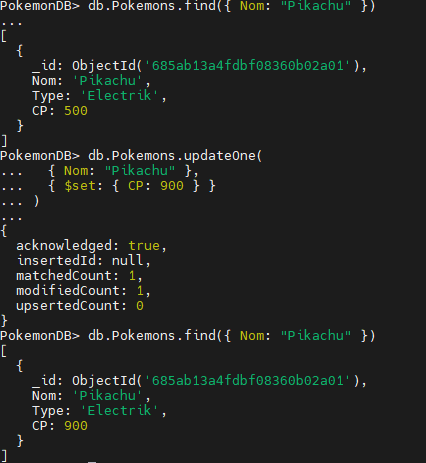 PokemonDB> db.Pokemons.find({ Nom: "Pikachu" })
...
[
  {
    _id: ObjectId('685ab13a4fdbf08360b02a01'),
    Nom: 'Pikachu',
    Type: 'Electrik',
    CP: 500
  }
]
PokemonDB> db.Pokemons.updateOne(
...   { Nom: "Pikachu" },
...   { $set: { CP: 900 } }
... )
...
{
  acknowledged: true,
  insertedId: null,
  matchedCount: 1,
  modifiedCount: 1,
  upsertedCount: 0
}
PokemonDB> db.Pokemons.find({ Nom: "Pikachu" })
[
  {
    _id: ObjectId('685ab13a4fdbf08360b02a01'),
    Nom: 'Pikachu',
    Type: 'Electrik',
    CP: 900
  }
]